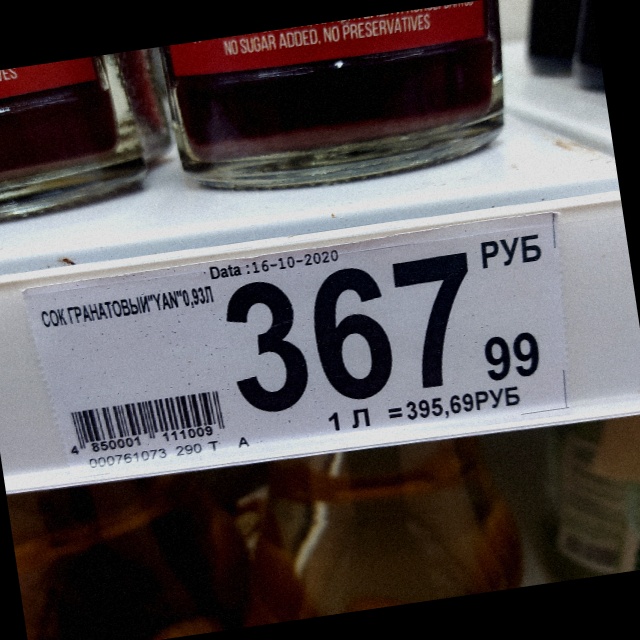 NO SUGAR ADDED. NO PRESERVATIVES
VES
Data :16-10-2020
РУБ
СОК ГРАНАТОВЫЙ"YAN"0,93Л
367
99
1 Л =395,69РУБ
4 850001 111009
000761073 290 T A